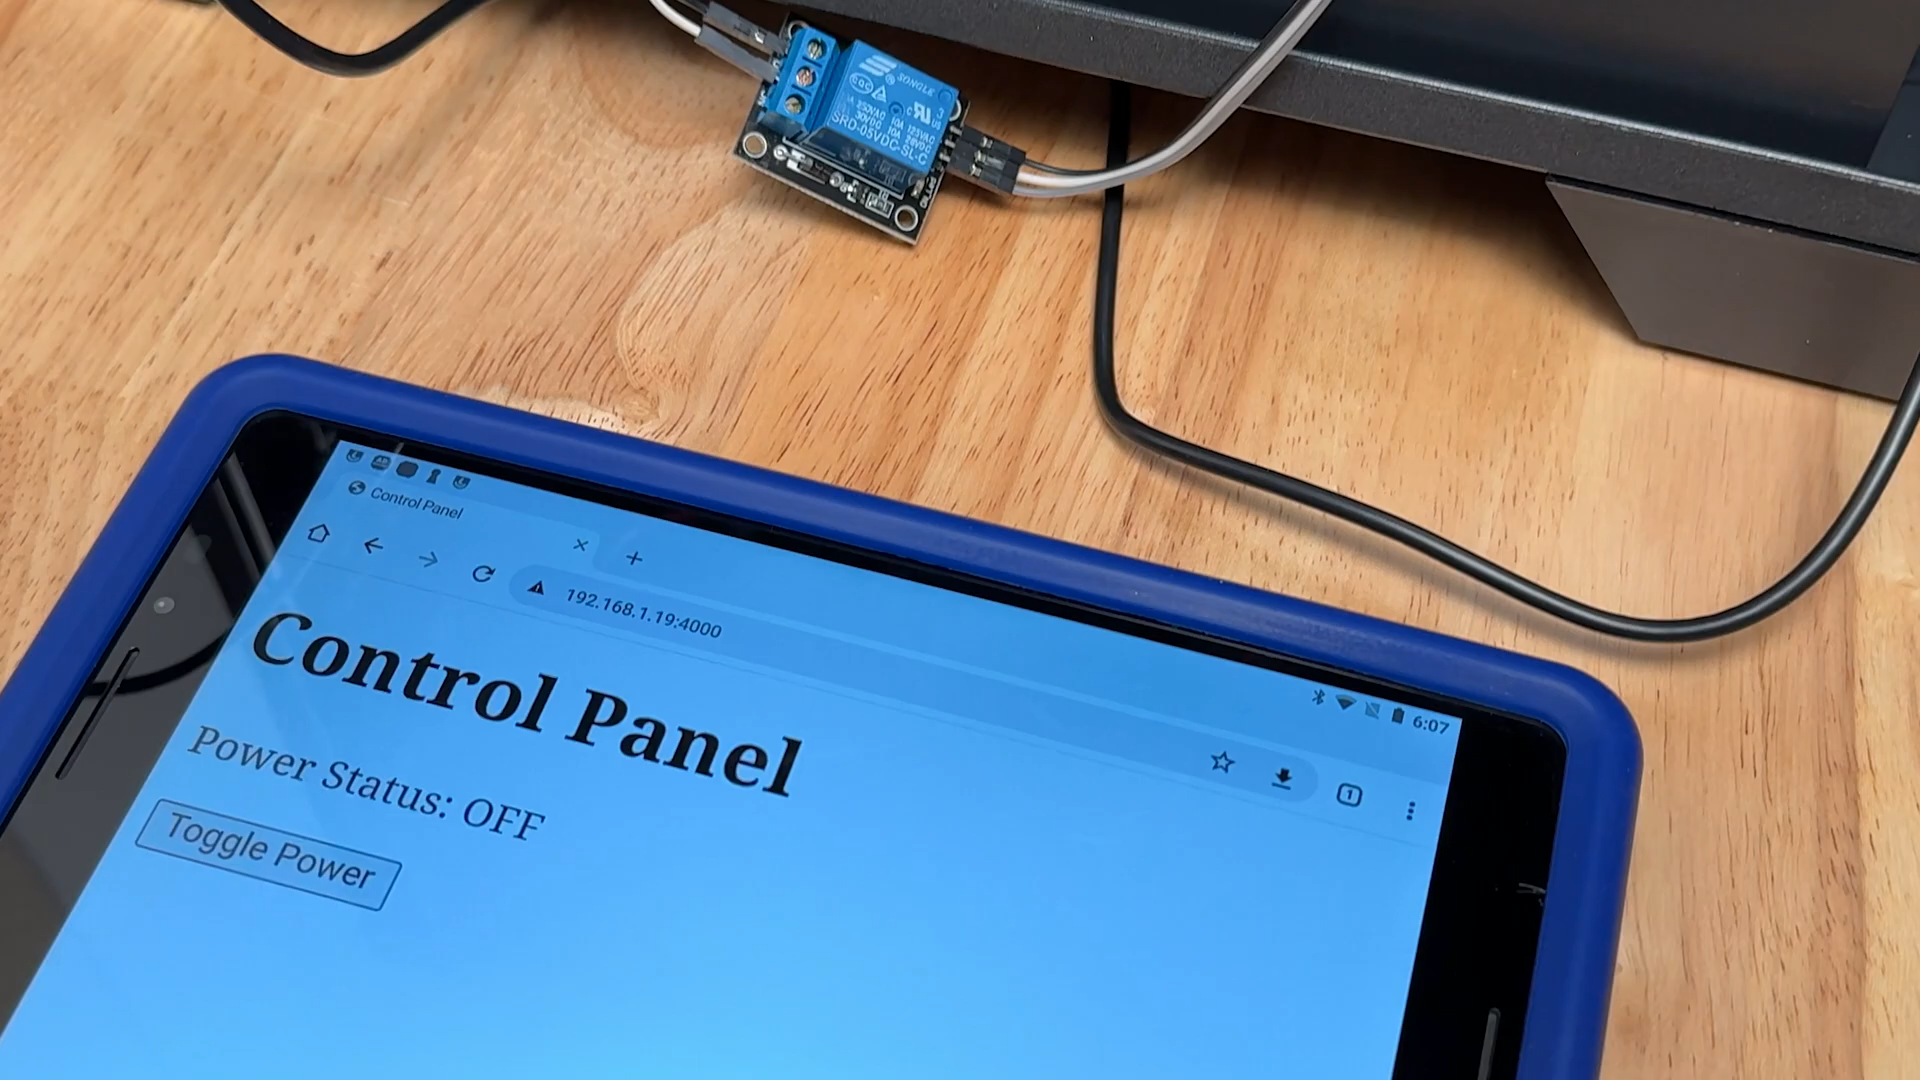 SONGLE
10A 250VAC 10A 125VAC
10A 30VDC 10A 28VDC
SRD-05VDC-SL-C
Control Panel
192.168.1.19:4000
6:07
Control Panel
Power Status: OFF
Toggle Power